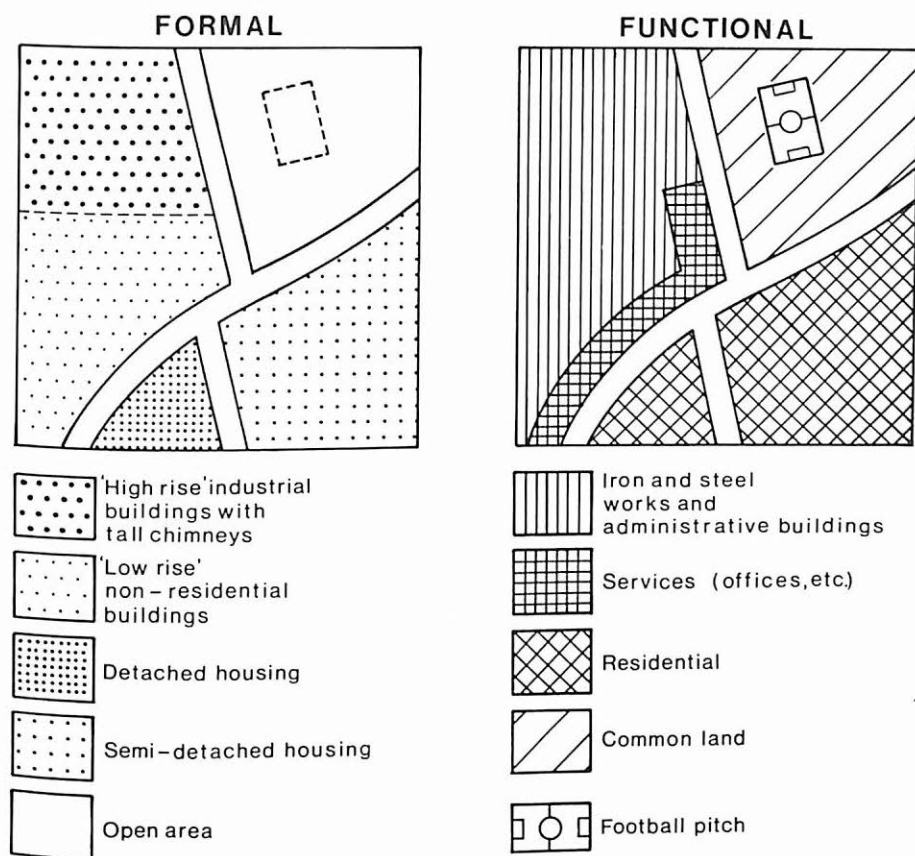 FORMAL
'High rise' industrial
buildings with
tall chimneys
'Low rise'
non-residential
buildings
Detached housing
Semi-detached housing
Open area
FUNCTIONAL
Iron and steel
works and
administrative buildings
Services (offices,etc.)
Residential
Common land
Football pitch